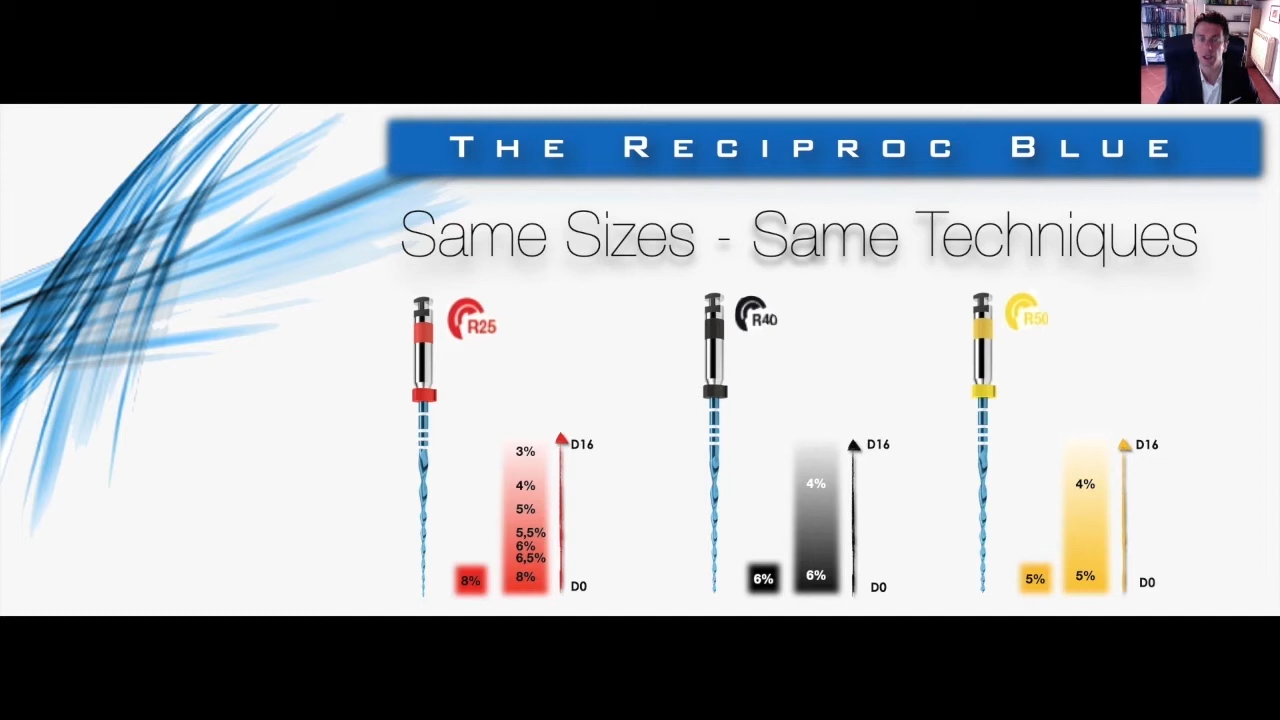 THE RECIPROC BLUE
Same Sizes - Same Techniques
R25
R40
R50
D16
3%
4%
5%
5,5%
6%
6,5%
8%
8%
D0
D16
4%
6%
6%
D0
D16
4%
5%
5%
D0